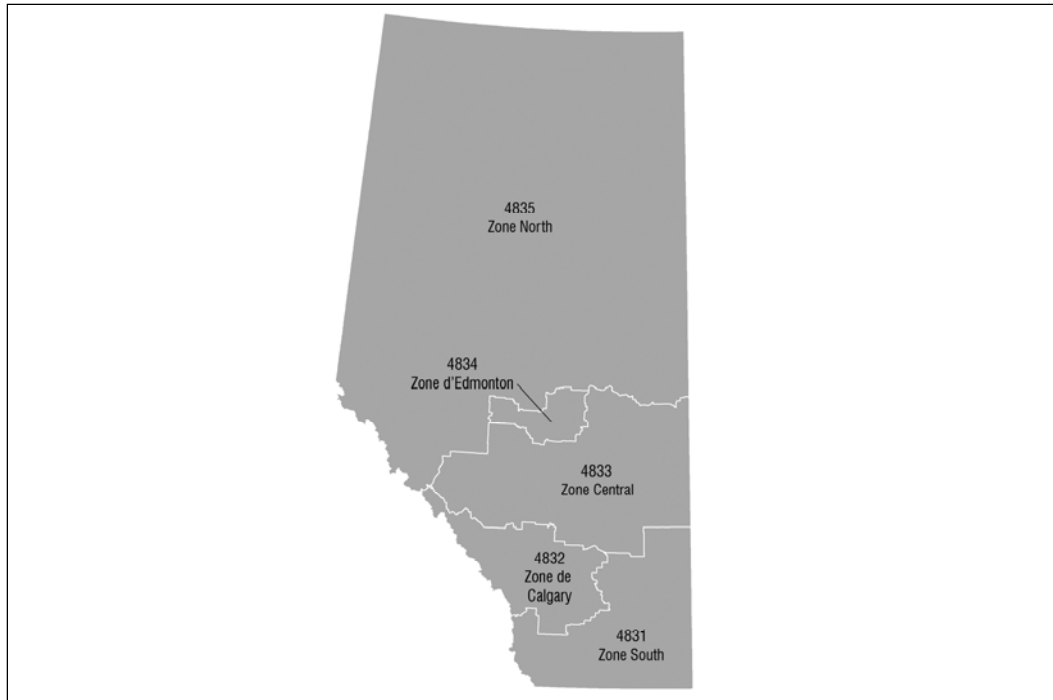 4835
Zone North
4834
Zone d'Edmonton
4833
Zone Central
4832
Zone de
Calgary
4831
Zone South